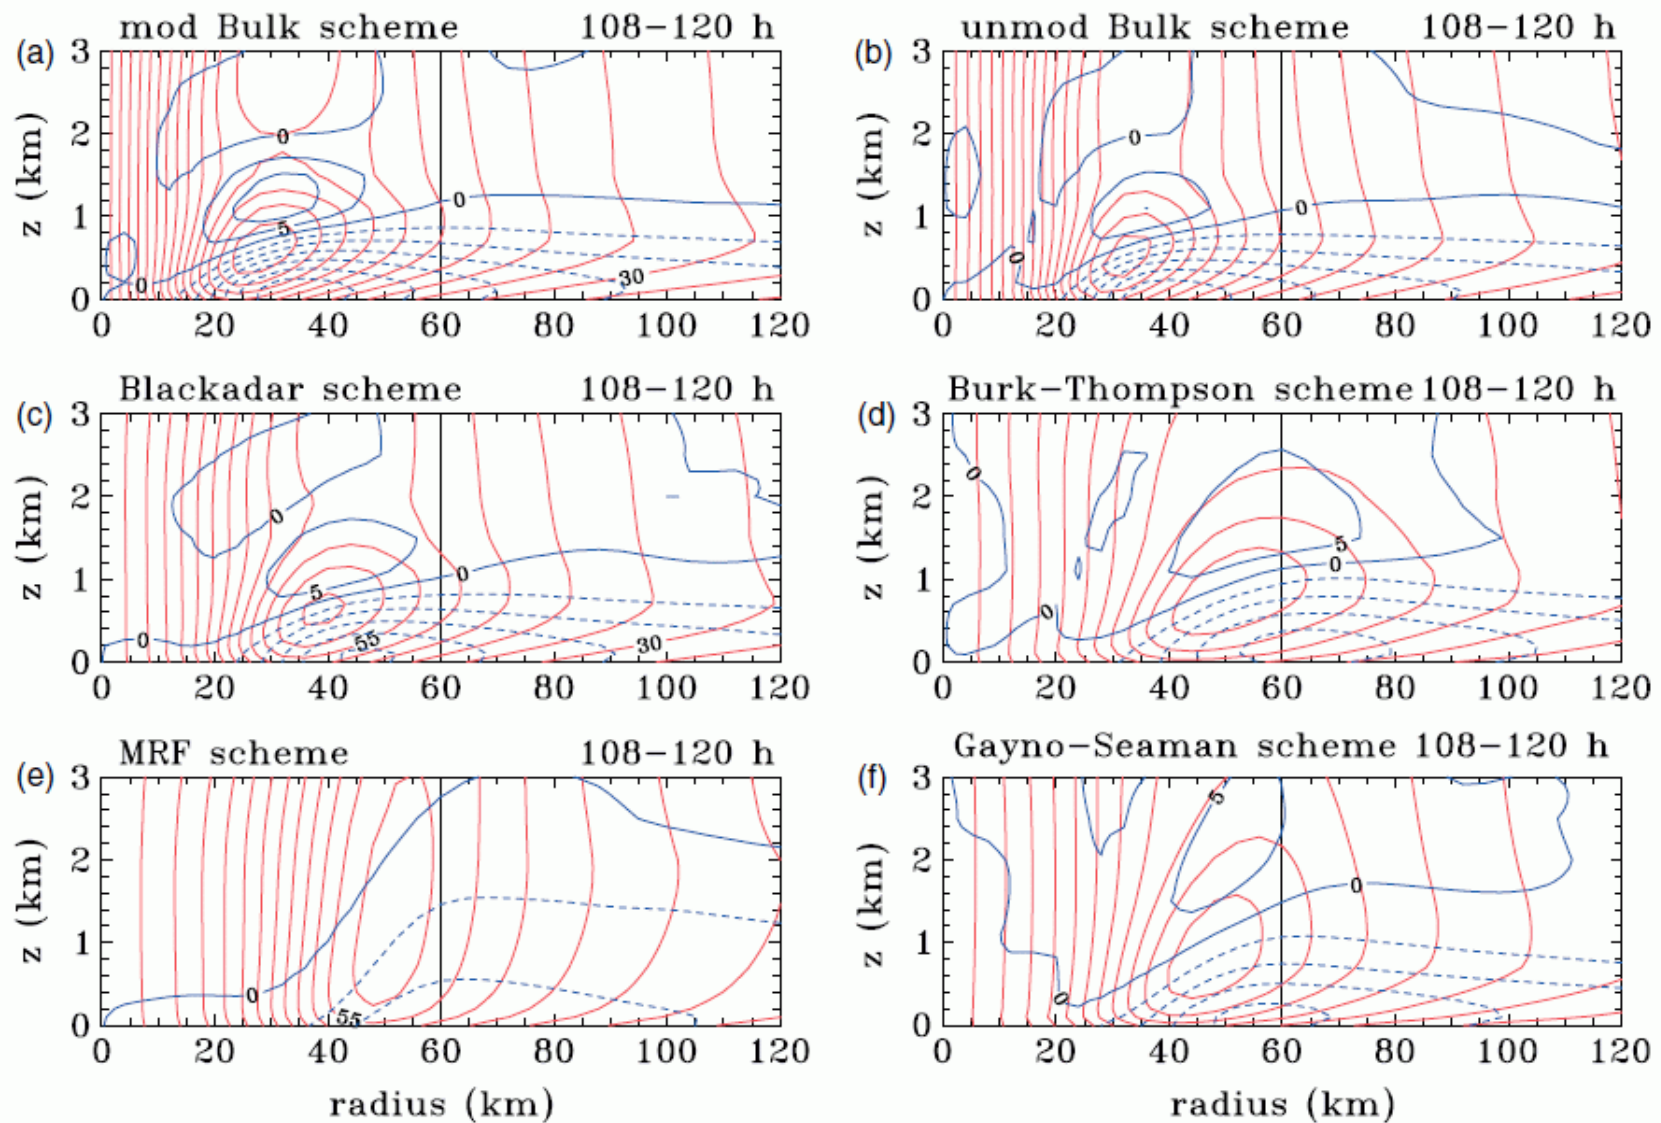 mod Bulk scheme 108–120 h
(a)
3
2
1
0
z (km)
0
0
5
0
30
0 20 40 60 80 100 120
unmod Bulk scheme 108–120 h
(b)
3
2
1
0
z (km)
0
0
0
0 20 40 60 80 100 120
Blackadar scheme 108–120 h
(c)
3
2
1
0
z (km)
0
0
5
0
55
30
0 20 40 60 80 100 120
Burk–Thompson scheme 108–120 h
(d)
3
2
1
0
z (km)
0
5
0
0
0 20 40 60 80 100 120
MRF scheme 108–120 h
(e)
3
2
1
0
z (km)
0
55
0 20 40 60 80 100 120
radius (km)
Gayno–Seaman scheme 108–120 h
(f)
3
2
1
0
z (km)
5
0
0
0 20 40 60 80 100 120
radius (km)